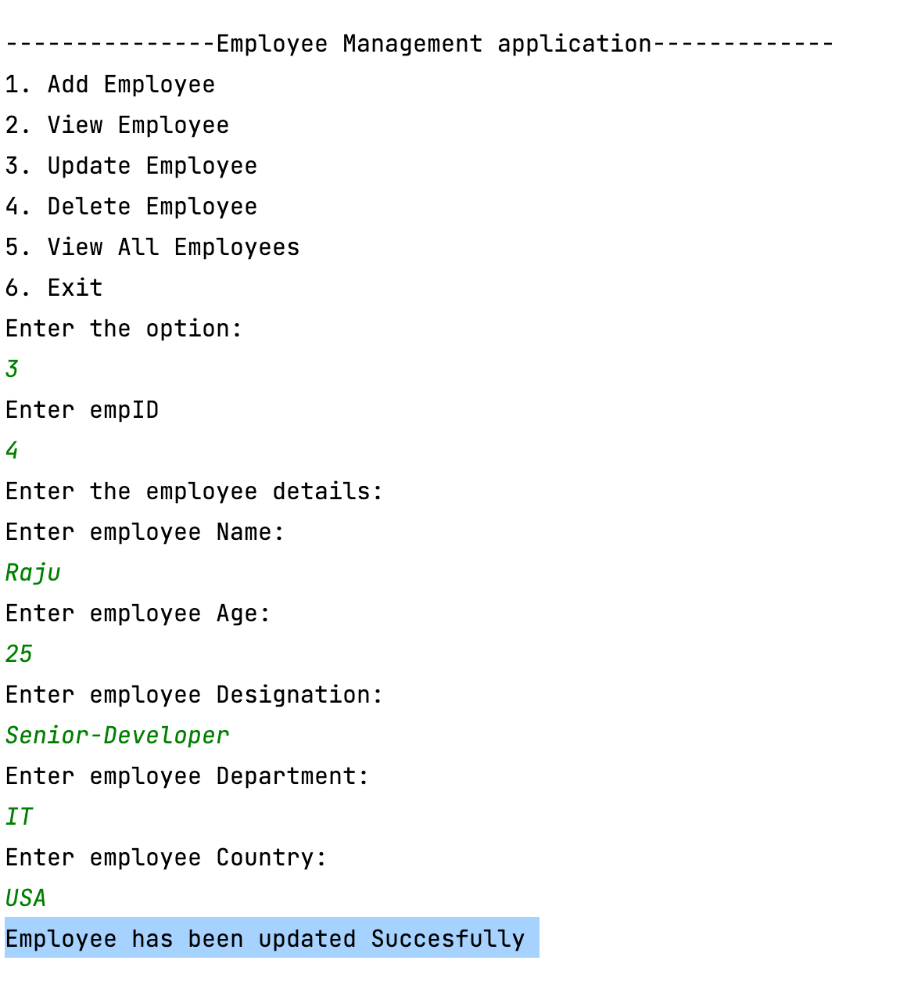 ---------------Employee Management application-------------
1. Add Employee
2. View Employee
3. Update Employee
4. Delete Employee
5. View All Employees
6. Exit
Enter the option:
3
Enter empID
4
Enter the employee details:
Enter employee Name:
Raju
Enter employee Age:
25
Enter employee Designation:
Senior-Developer
Enter employee Department:
IT
Enter employee Country:
USA
Employee has been updated Succesfully